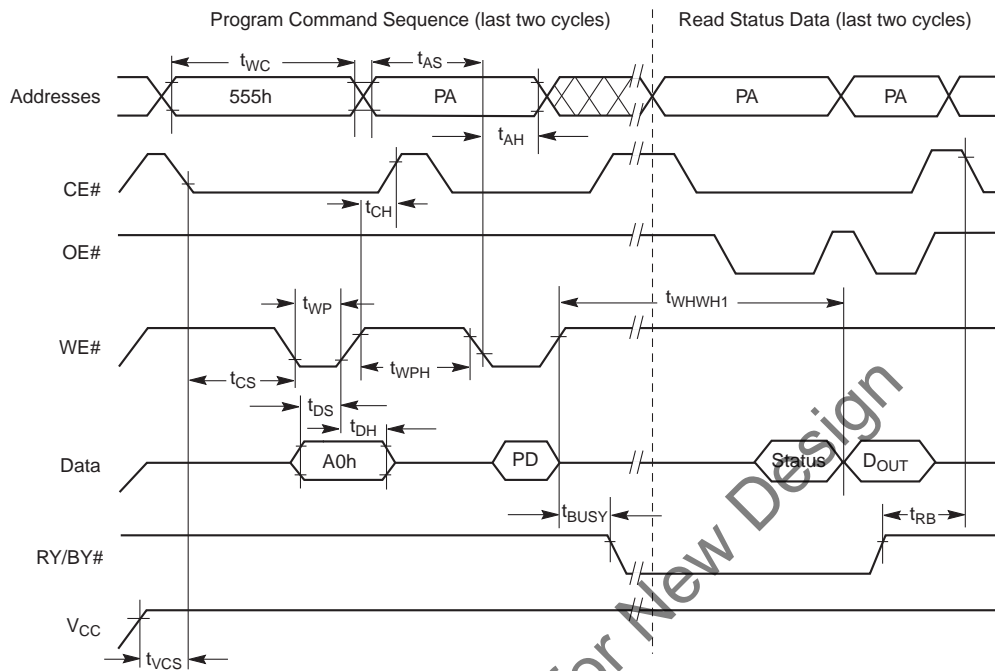 Program Command Sequence (last two cycles)
Read Status Data (last two cycles)
tWC
tAS
Addresses
555h
PA
PA
PA
tAH
CE#
tCH
OE#
tWP
tWHWH1
WE#
tCS
tWPH
tDS
tDH
Data
A0h
PD
Status
DOUT
tBUSY
tRB
RY/BY#
VCC
tVCS
for New Design